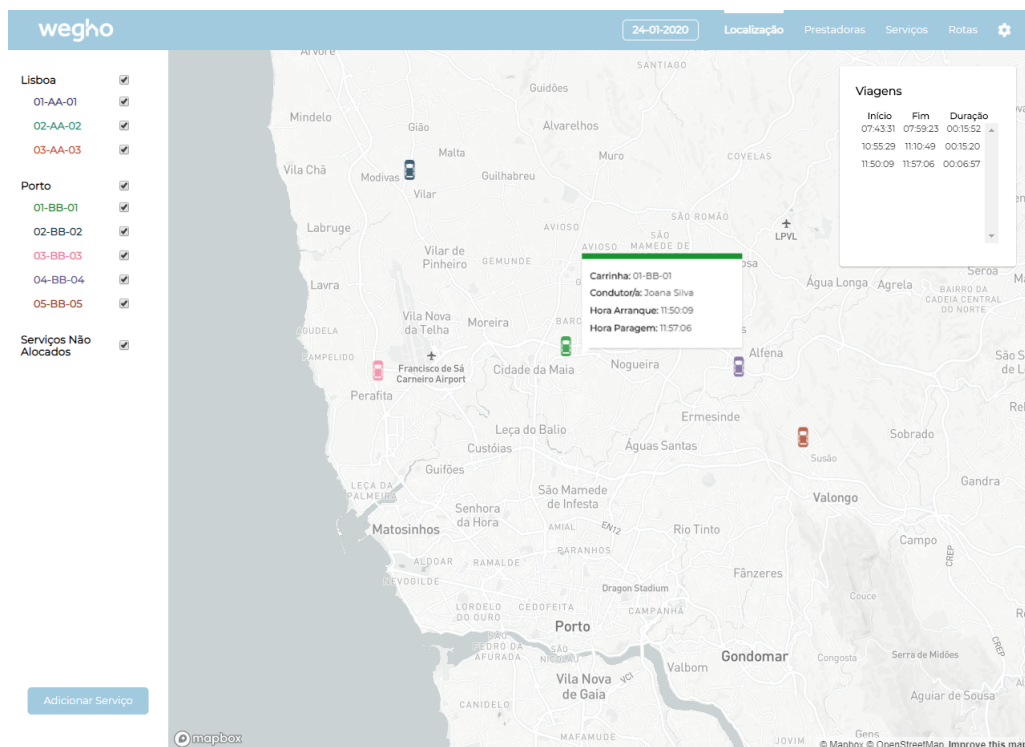 wegho
24-01-2020
Localização
Prestadoras
Serviços
Rotas
Lisboa
01-AA-01
02-AA-02
03-AA-03
Porto
01-BB-01
02-BB-02
03-BB-03
04-BB-04
05-BB-05
Serviços Não
Alocados
Adicionar Serviço
Viagens
Início Fim Duração
07:43:31 07:59:23 00:15:52
10:55:29 11:10:49 00:15:20
11:50:09 11:57:06 00:06:57
Carrinha: 01-BB-01
Condutor/a: Joana Silva
Hora Arranque: 11:50:09
Hora Paragem: 11:57:06
Arvore
SANTIAGO
Guidões
Mindelo
Gião
Alvarelhos
Malta
Muro
COVELAS
Vila Chã
Modivas
Guilhabreu
Vilar
SÃO ROMÃO
Labruge
AVIOSO
SÃO
MAMEDE DE
AVIOSO
LPVL
Vilar de
Pinheiro
GEMUNDE
Seroa
Água Longa
Agrela
BAIRRO DA
CADEIA CENTRAL
DO NORTE
Lavra
Vila Nova
da Telha
Moreira
AGUDELA
PAMPELIDO
Francisco de Sá
Carneiro Airport
Cidade da Maia
Nogueira
Alfena
Perafita
Ermesinde
Leça do Balio
Custóias
Águas Santas
Sobrado
Susão
Guifões
LEÇA DA
PALMEIRA
São Mamede
de Infesta
Gandra
Valongo
Senhora
da Hora
Matosinhos
AMIAL
EN12
Rio Tinto
Campo
CREP
PARANHOS
ALDOAR
RAMALDE
NEVOGILDE
Fânzeres
Dragon Stadium
Couce
LORDELO
DO OURO
CEDOFEITA
CAMPANHÃ
Porto
SÃO
PEDRO DA
AFURADA
SÃO
NICOLAU
CREP
Gondomar
Congosta
Serra de Midões
Valbom
Vila Nova
de Gaia
VCI
Aguiar de Sousa
CANIDELO
MAFAMUDE
JOVIM
Gens
mapbox
© Mapbox © OpenStreetMap Improve this map